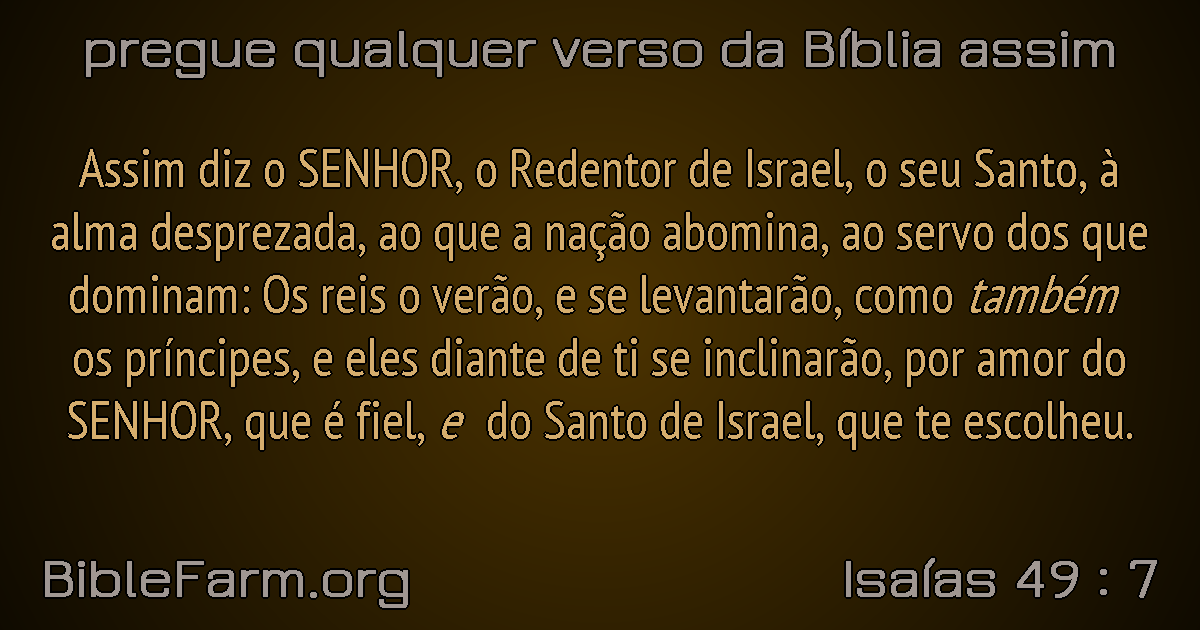 pregue qualquer verso da Bíblia assim
Assim diz o SENHOR, o Redentor de Israel, o seu Santo, à
alma desprezada, ao que a nação abomina, ao servo dos que
dominam: Os reis o verão, e se levantarão, como também
os príncipes, e eles diante de ti se inclinarão, por amor do
SENHOR, que é fiel, e do Santo de Israel, que te escolheu.
BibleFarm.org
Isaías 49 : 7